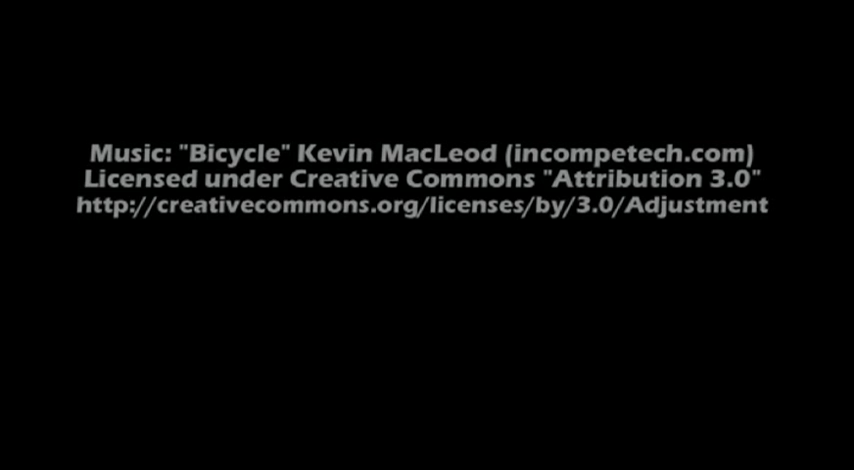 Music: "Bicycle" Kevin MacLeod (incompetech.com)
Licensed under Creative Commons "Attribution 3.0"
http://creativecommons.org/licenses/by/3.0/Adjustment